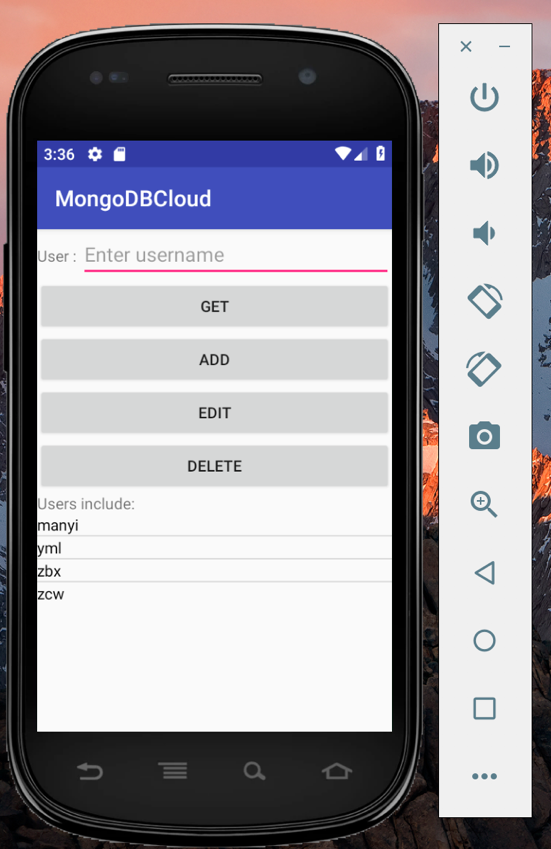 3:36
MongoDBCloud
User : Enter username
GET
ADD
EDIT
DELETE
Users include:
manyi
yml
zbx
zcw